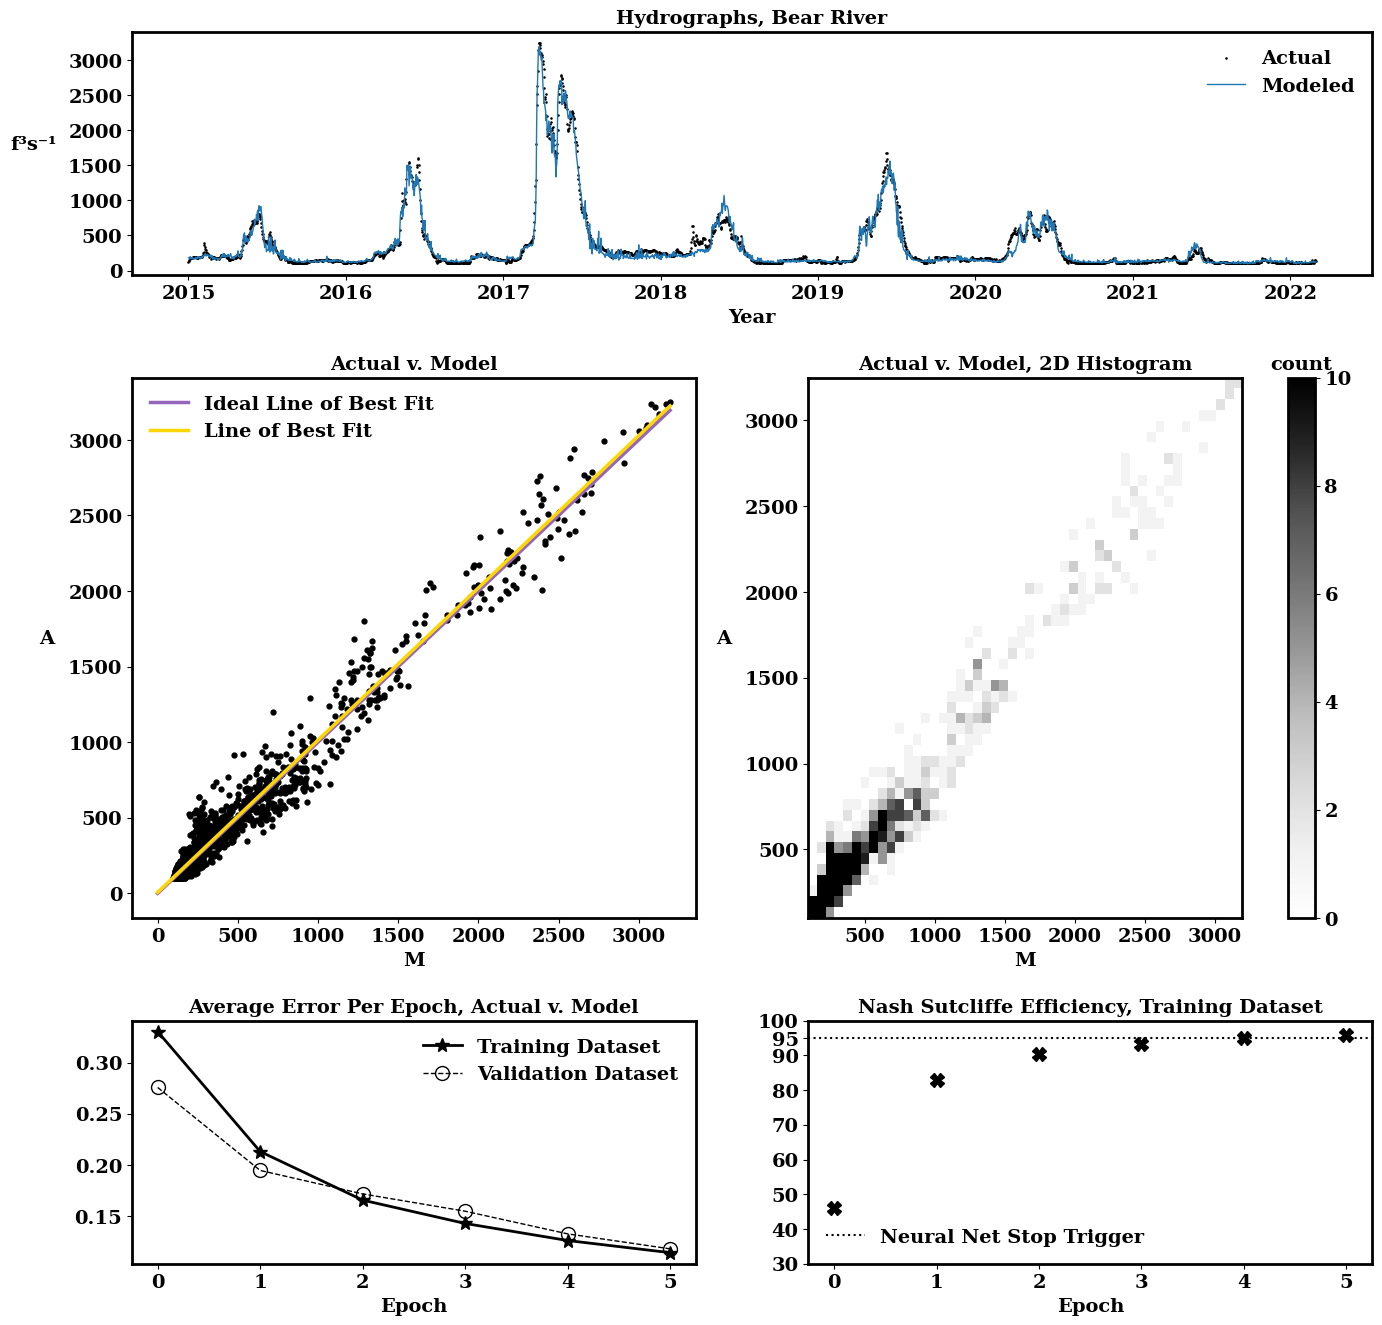 Hydrographs, Bear River
f³s⁻¹
3000
2500
2000
1500
1000
500
0
Actual
Modeled
2015 2016 2017 2018 2019 2020 2021 2022
Year
Actual v. Model
A
3000
2500
2000
1500
1000
500
0
Ideal Line of Best Fit
Line of Best Fit
0 500 1000 1500 2000 2500 3000
M
Actual v. Model, 2D Histogram
A
3000
2500
2000
1500
1000
500
500 1000 1500 2000 2500 3000
M
count
10
8
6
4
2
0
Average Error Per Epoch, Actual v. Model
0.30
0.25
0.20
0.15
Training Dataset
Validation Dataset
0 1 2 3 4 5
Epoch
Nash Sutcliffe Efficiency, Training Dataset
100
95
90
80
70
60
50
40
30
Neural Net Stop Trigger
0 1 2 3 4 5
Epoch